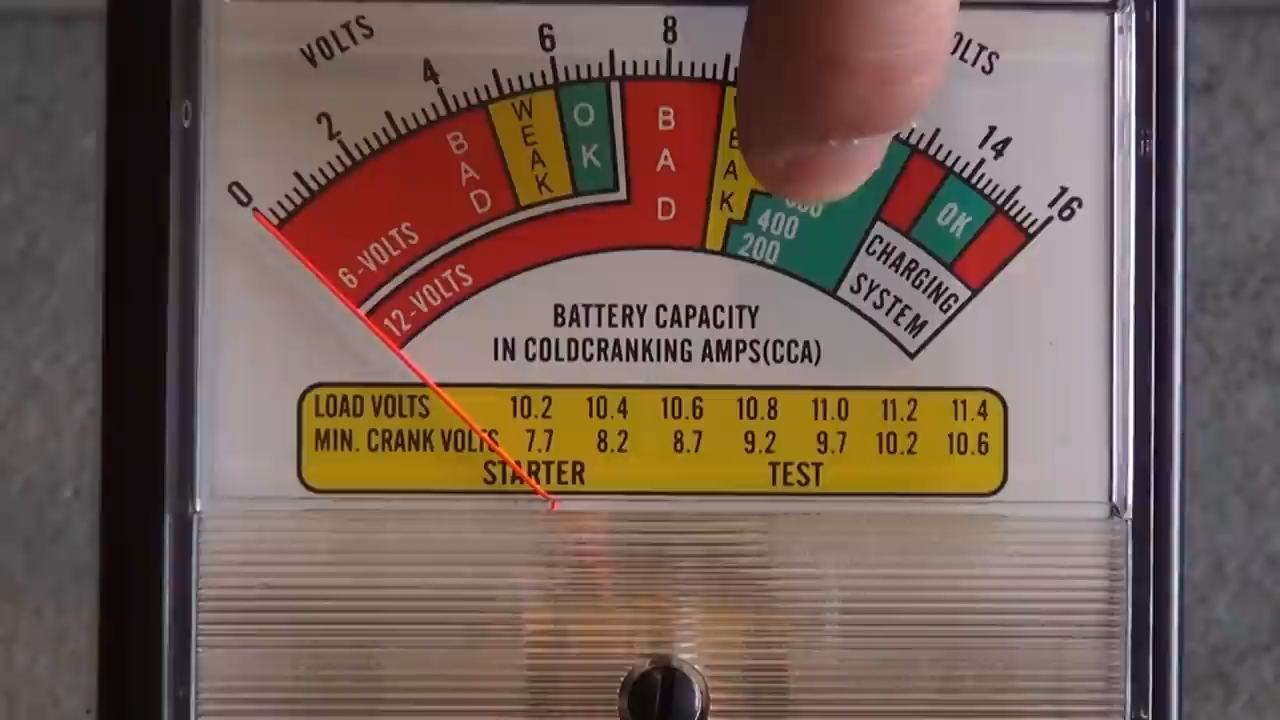 VOLTS
0 2 4 6 8 14 16
BAD
WEAK
OK
BAD
OK
6-VOLTS
12-VOLTS
400
200
CHARGING
SYSTEM
BATTERY CAPACITY
IN COLDCRANKING AMPS(CCA)
LOAD VOLTS 10.2 10.4 10.6 10.8 11.0 11.2 11.4
MIN. CRANK VOLTS 7.7 8.2 8.7 9.2 9.7 10.2 10.6
STARTER TEST